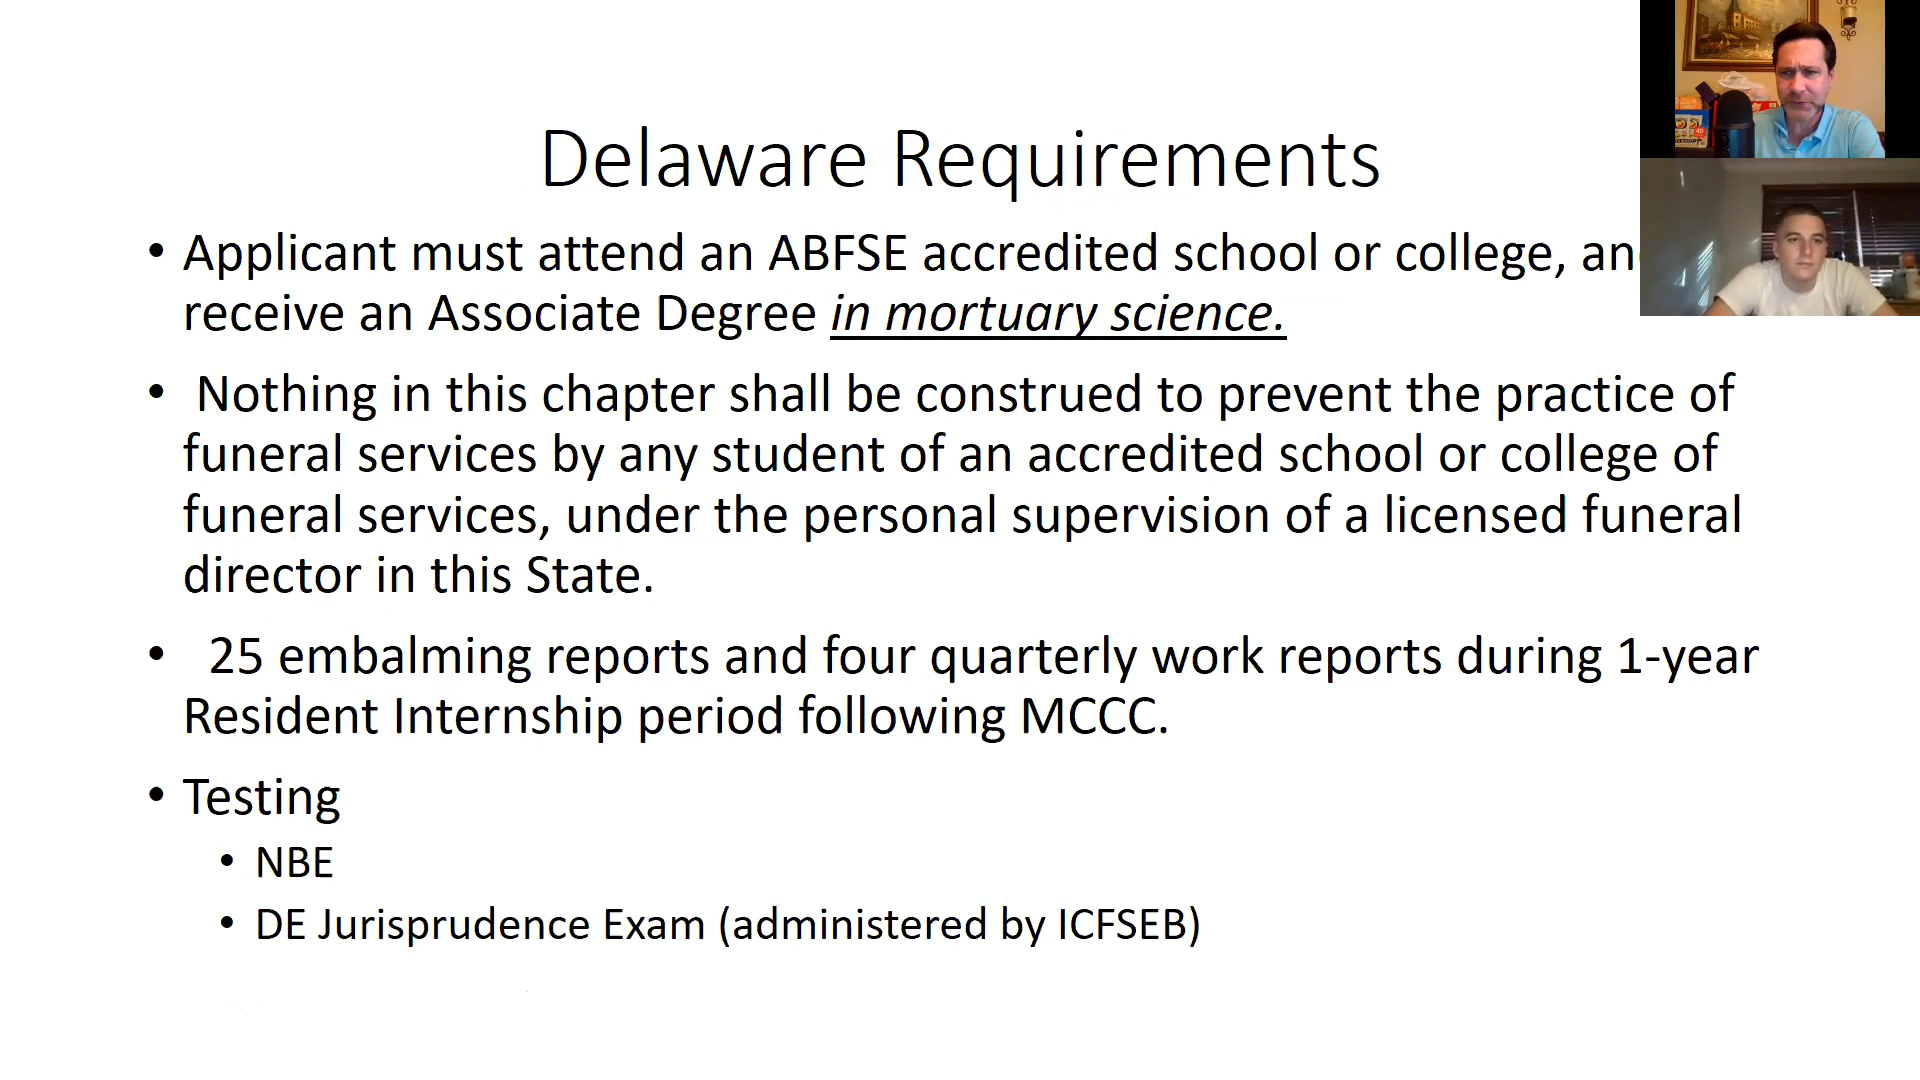 Delaware Requirements
• Applicant must attend an ABFSE accredited school or college, an
receive an Associate Degree in mortuary science.
• Nothing in this chapter shall be construed to prevent the practice of
funeral services by any student of an accredited school or college of
funeral services, under the personal supervision of a licensed funeral
director in this State.
• 25 embalming reports and four quarterly work reports during 1-year
Resident Internship period following MCCC.
• Testing
• NBE
• DE Jurisprudence Exam (administered by ICFSEB)